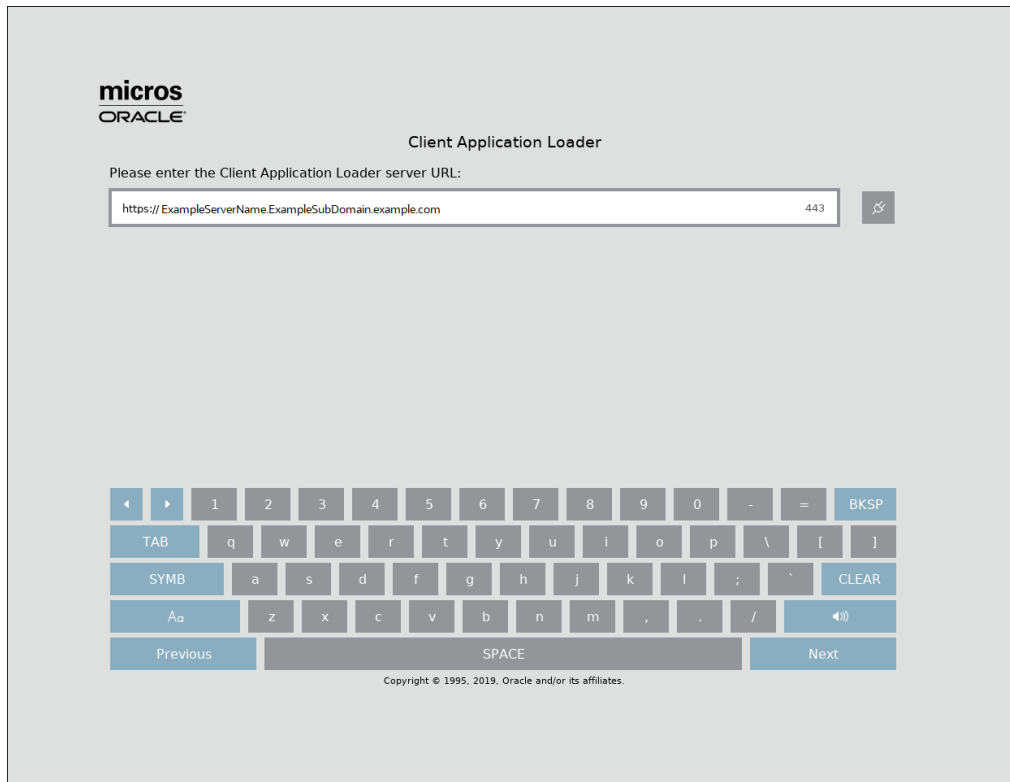 micros
ORACLE®
Client Application Loader
Please enter the Client Application Loader server URL:
https:// ExampleServerName.ExampleSubDomain.example.com 443
1 2 3 4 5 6 7 8 9 0 - = BKSP
TAB q w e r t y u i o p \ [ ]
SYMB a s d f g h j k l ; ` CLEAR
Aa z x c v b n m , . /
Previous SPACE Next
Copyright © 1995, 2019, Oracle and/or its affiliates.